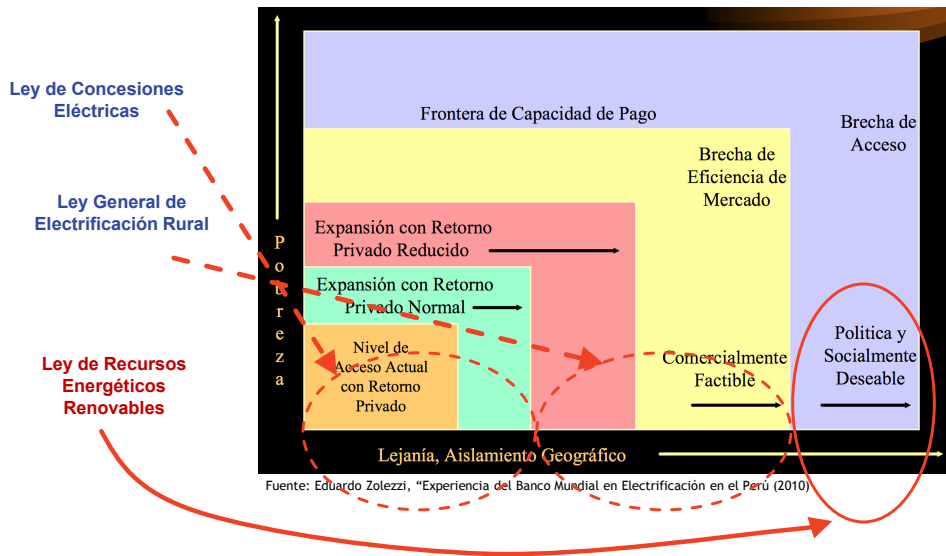 Ley de Concesiones
Eléctricas
Ley General de
Electrificación Rural
Ley de Recursos
Energéticos
Renovables
Pobreza
Frontera de Capacidad de Pago
Brecha de
Acceso
Brecha de
Eficiencia de
Mercado
Expansión con Retorno
Privado Reducido
Expansión con Retorno
Privado Normal
Nivel de
Acceso Actual
con Retorno
Privado
Comercialmente
Factible
Politica y
Socialmente
Deseable
Lejanía, Aislamiento Geográfico
Fuente: Eduardo Zolezzi, “Experiencia del Banco Mundial en Electrificación en el Perú (2010)